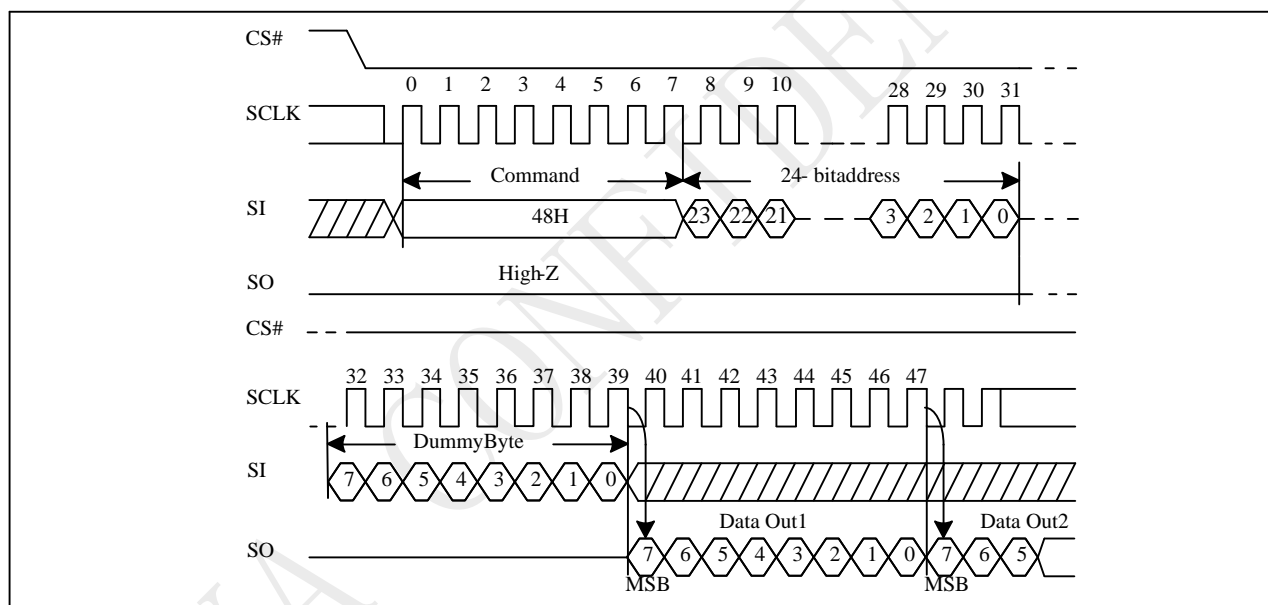 CS#
0 1 2 3 4 5 6 7 8 9 10 28 29 30 31
SCLK
Command 24- bitaddress
SI 48H 23 22 21 3 2 1 0
High-Z
SO
CS#
32 33 34 35 36 37 38 39 40 41 42 43 44 45 46 47
SCLK
DummyByte
SI 7 6 5 4 3 2 1 0
Data Out1 Data Out2
SO 7 6 5 4 3 2 1 0 7 6 5
MSB MSB